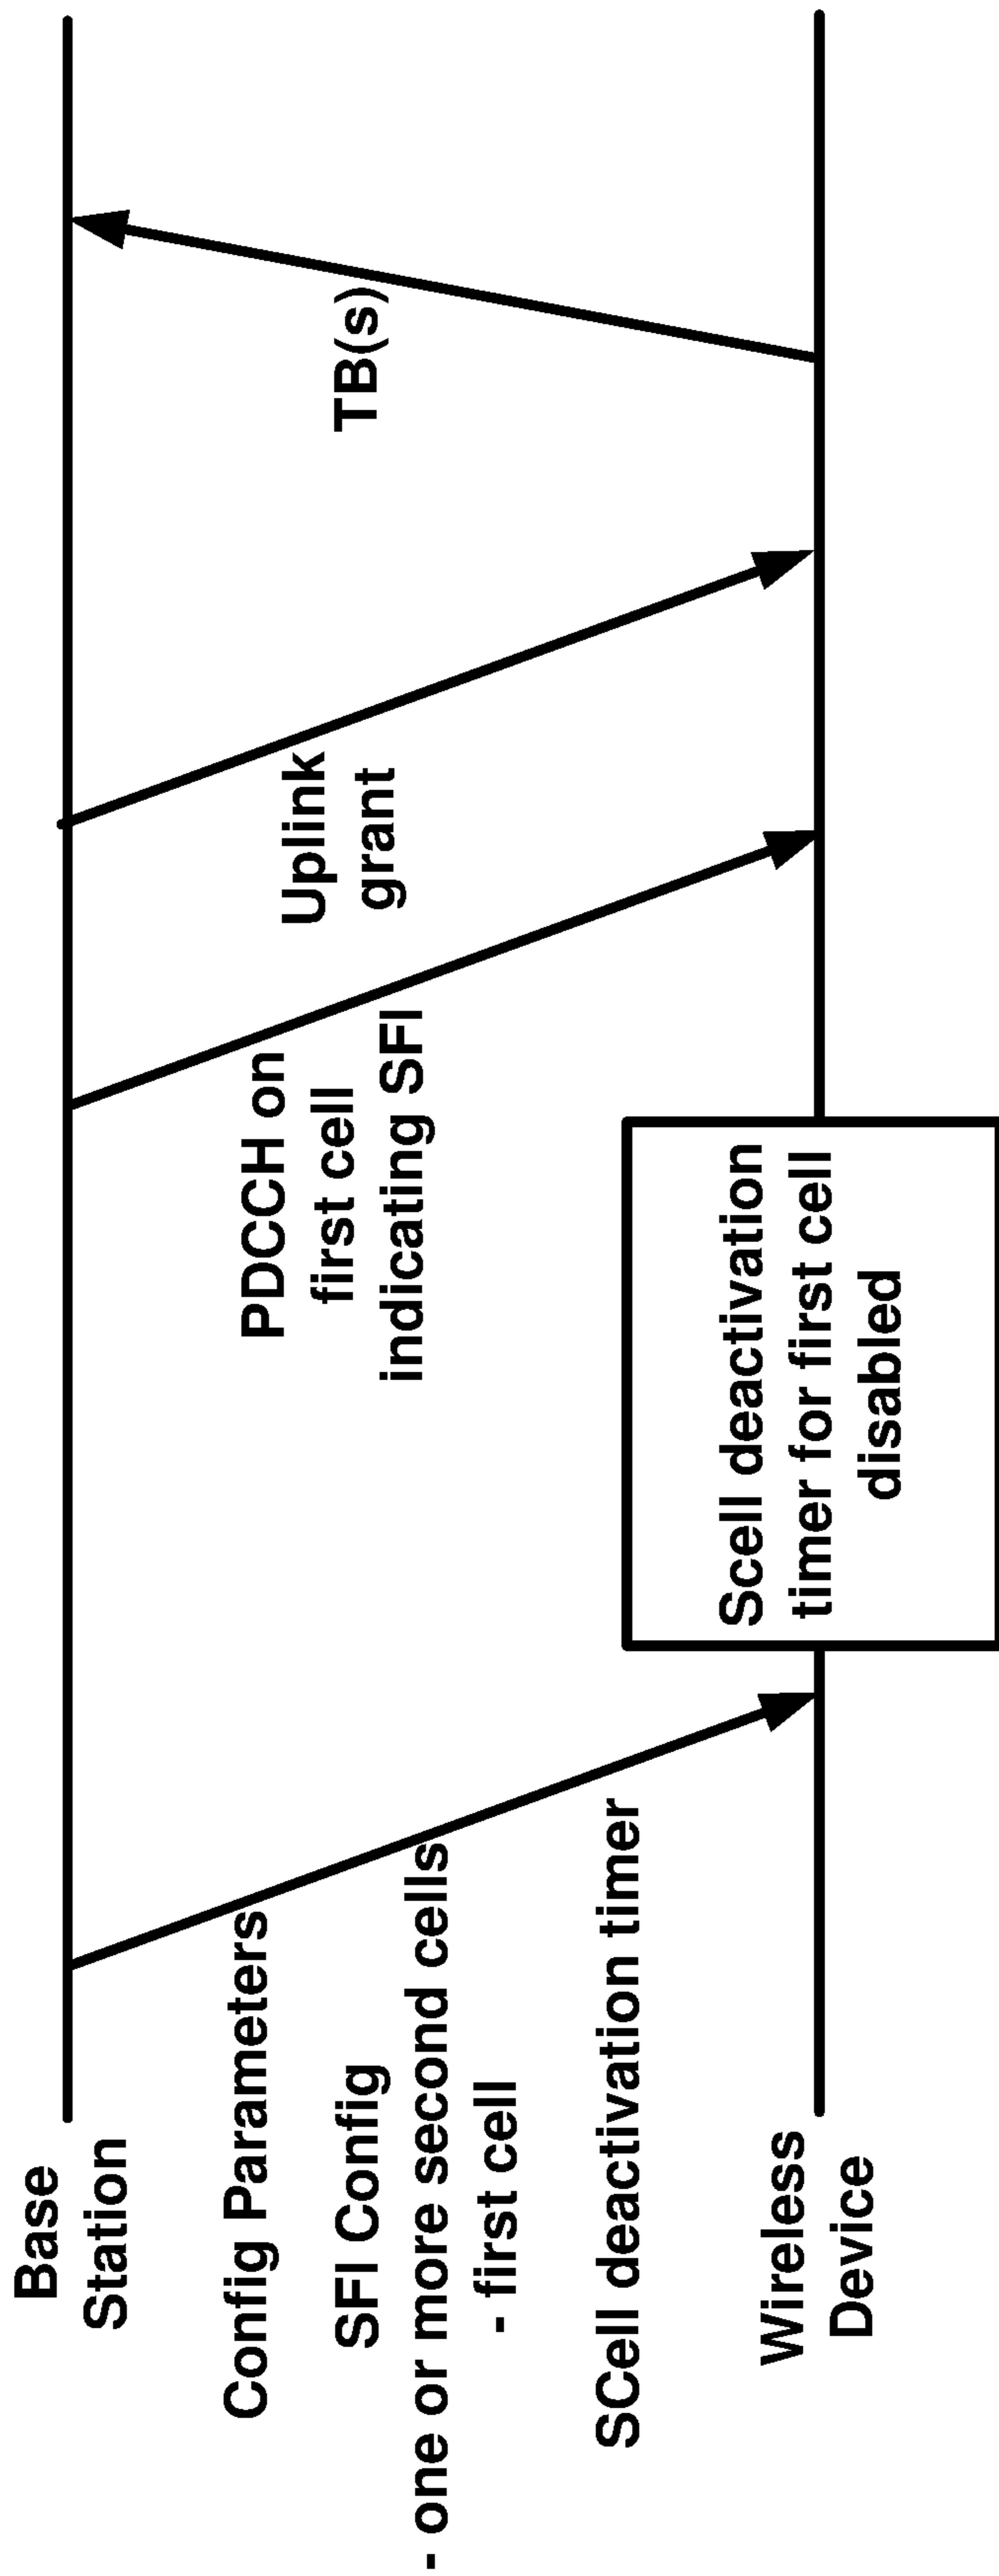 Base
Station
Config Parameters
SFI Config
- one or more second cells
- first cell
SCell deactivation timer
Wireless
Device
Scell deactivation
timer for first cell
disabled
PDCCH on
first cell
indicating SFI
Uplink
grant
TB(s)